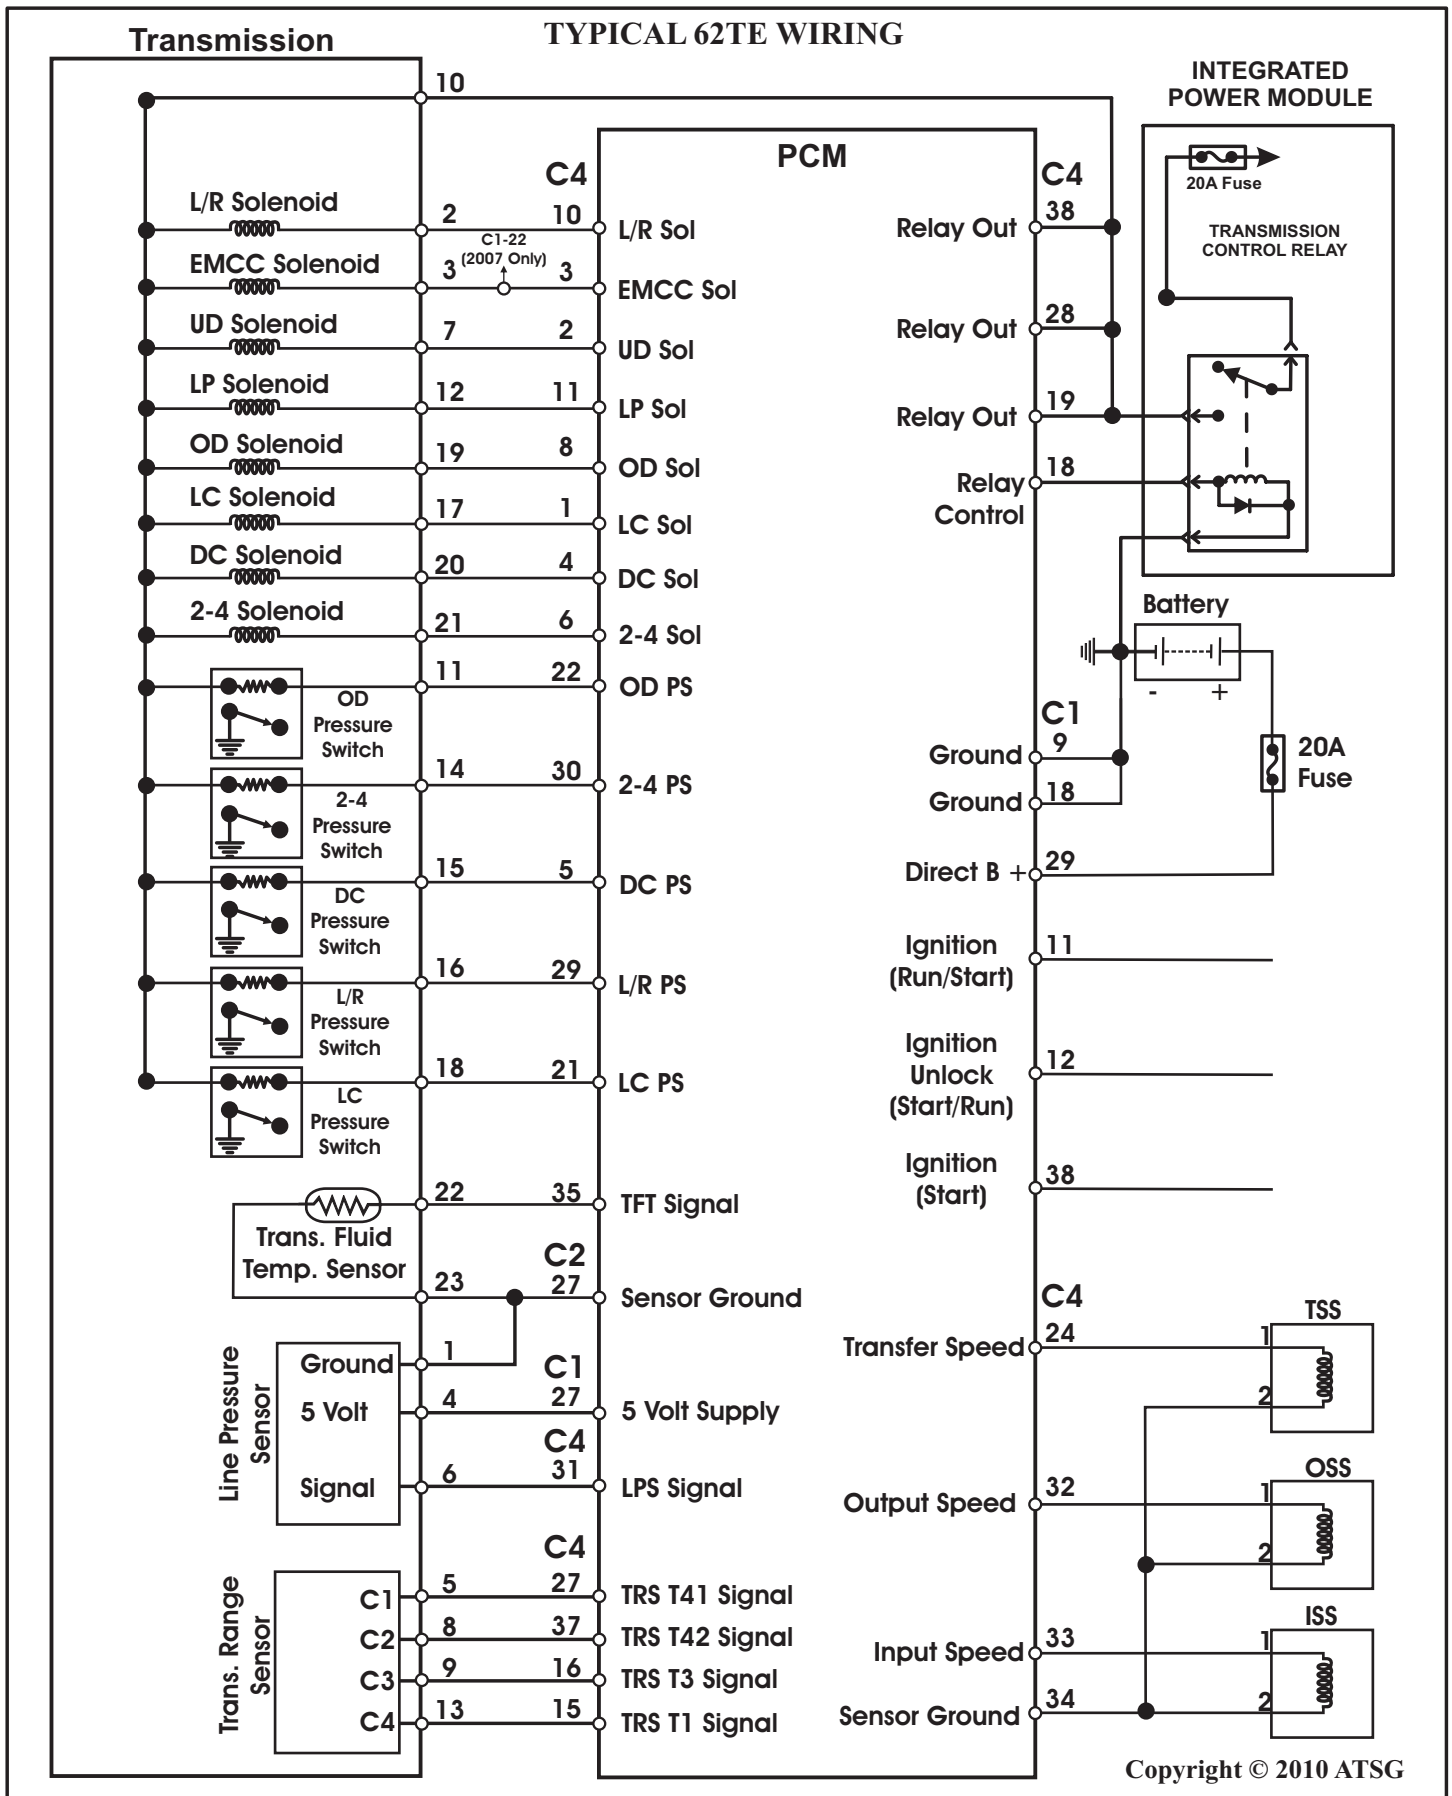 TYPICAL 62TE WIRING
Transmission
10
INTEGRATED
POWER MODULE
20A Fuse
TRANSMISSION
CONTROL RELAY
PCM
C4
L/R Solenoid
2
10
L/R Sol
C1-22
(2007 Only)
EMCC Solenoid
3
3
EMCC Sol
UD Solenoid
7
2
UD Sol
LP Solenoid
12
11
LP Sol
OD Solenoid
19
8
OD Sol
LC Solenoid
17
1
LC Sol
DC Solenoid
20
4
DC Sol
2-4 Solenoid
21
6
2-4 Sol
OD
Pressure
Switch
11
22
OD PS
2-4
Pressure
Switch
14
30
2-4 PS
DC
Pressure
Switch
15
5
DC PS
L/R
Pressure
Switch
16
29
L/R PS
LC
Pressure
Switch
18
21
LC PS
Trans. Fluid
Temp. Sensor
22
35
TFT Signal
C2
23
27
Sensor Ground
Line Pressure
Sensor
Ground
1
C1
5 Volt
4
27
5 Volt Supply
C4
Signal
6
31
LPS Signal
C4
Trans. Range
Sensor
C1
5
27
TRS T41 Signal
C2
8
37
TRS T42 Signal
C3
9
16
TRS T3 Signal
C4
13
15
TRS T1 Signal
C4
Relay Out
38
Relay Out
28
Relay Out
19
Relay
Control
18
Battery
- +
20A
Fuse
C1
Ground
9
Ground
18
Direct B +
29
Ignition
(Run/Start)
11
Ignition
Unlock
(Start/Run)
12
Ignition
(Start)
38
C4
Transfer Speed
24
TSS
1
2
Output Speed
32
OSS
1
2
Input Speed
33
ISS
1
2
Sensor Ground
34
Copyright © 2010 ATSG